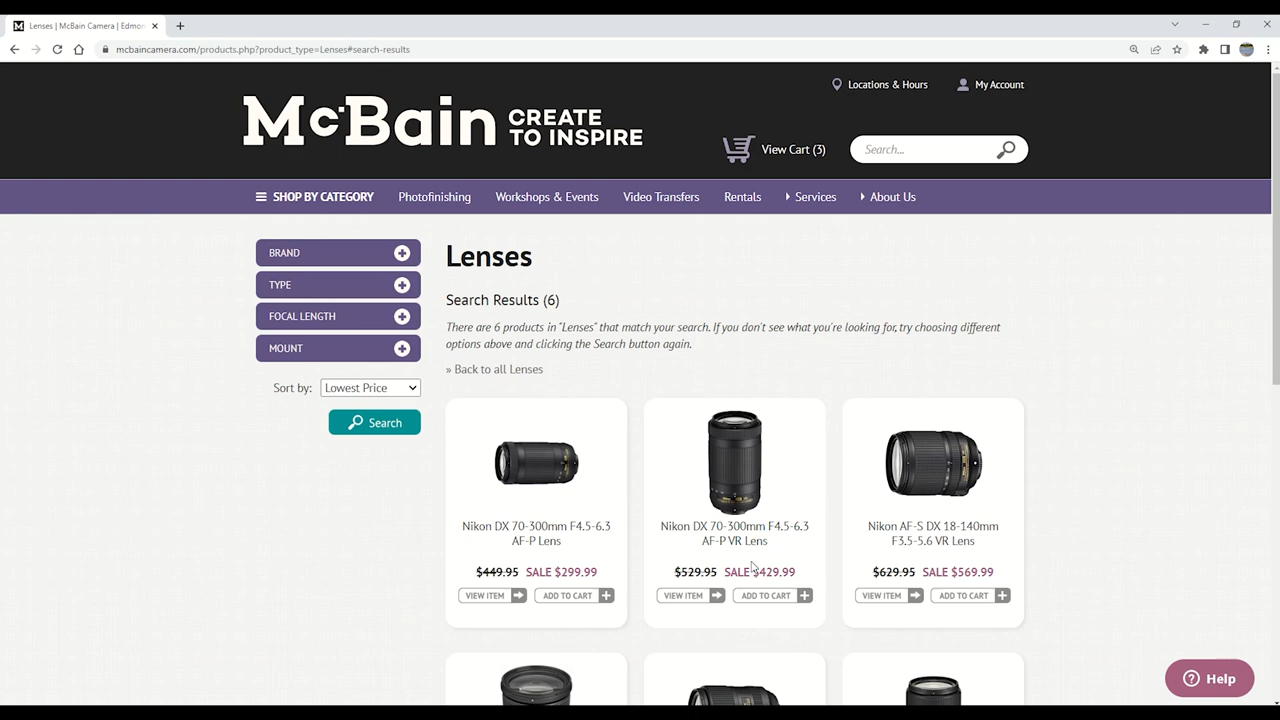 Lenses | McBain Camera | Edmon
mcbaincamera.com/products.php?product_type=Lenses#search-results
Locations & Hours
My Account
McBain CREATE TO INSPIRE
View Cart (3)
Search...
SHOP BY CATEGORY
Photofinishing
Workshops & Events
Video Transfers
Rentals
Services
About Us
BRAND
TYPE
FOCAL LENGTH
MOUNT
Sort by: Lowest Price
Search
Lenses
Search Results (6)
There are 6 products in "Lenses" that match your search. If you don't see what you're looking for, try choosing different
options above and clicking the Search button again.
» Back to all Lenses
Nikon DX 70-300mm F4.5-6.3
AF-P Lens
$449.95 SALE $299.99
VIEW ITEM
ADD TO CART
Nikon DX 70-300mm F4.5-6.3
AF-P VR Lens
$529.95 SALE $429.99
VIEW ITEM
ADD TO CART
Nikon AF-S DX 18-140mm
F3.5-5.6 VR Lens
$629.95 SALE $569.99
VIEW ITEM
ADD TO CART
Help